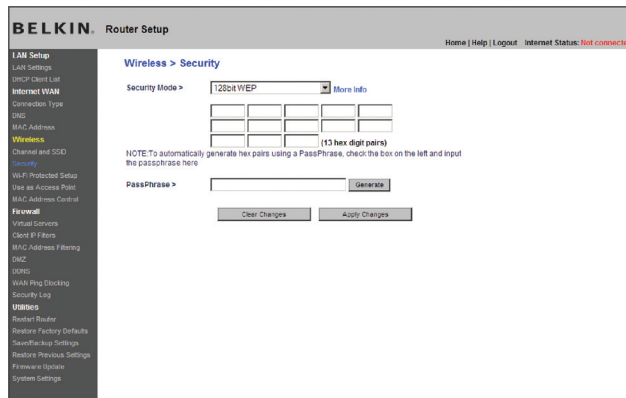 BELKIN. Router Setup
Home | Help | Logout Internet Status: Not connected
LAN Setup
LAN Settings
DHCP Client List
Internet WAN
Connection Type
DNS
MAC Address
Wireless
Channel and SSID
Security
Wi-Fi Protected Setup
Use as Access Point
MAC Address Control
Firewall
Virtual Servers
Client IP Filters
MAC Address Filtering
DMZ
DDNS
WAN Ping Blocking
Security Log
Utilities
Restart Router
Restore Factory Defaults
Save/Backup Settings
Restore Previous Settings
Firmware Update
System Settings
Wireless > Security
Security Mode > 128bit WEP More Info
(13 hex digit pairs)
NOTE:To automatically generate hex pairs using a PassPhrase, check the box on the left and input
the passphrase here
PassPhrase > Generate
Clear Changes Apply Changes